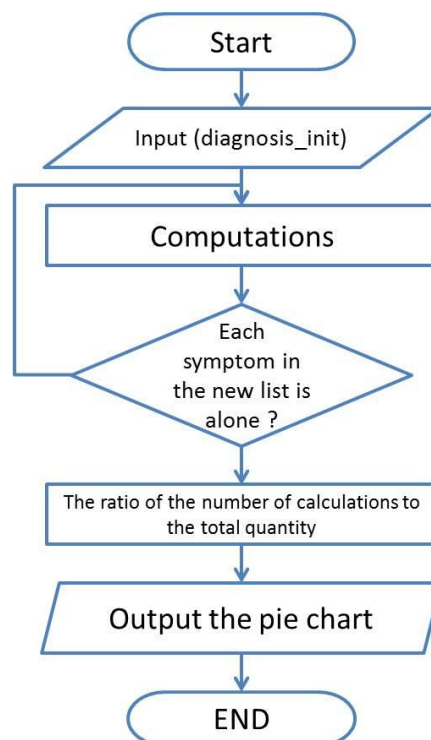 Start
Input (diagnosis_init)
Computations
Each
symptom in
the new list is
alone ?
The ratio of the number of calculations to
the total quantity
Output the pie chart
END